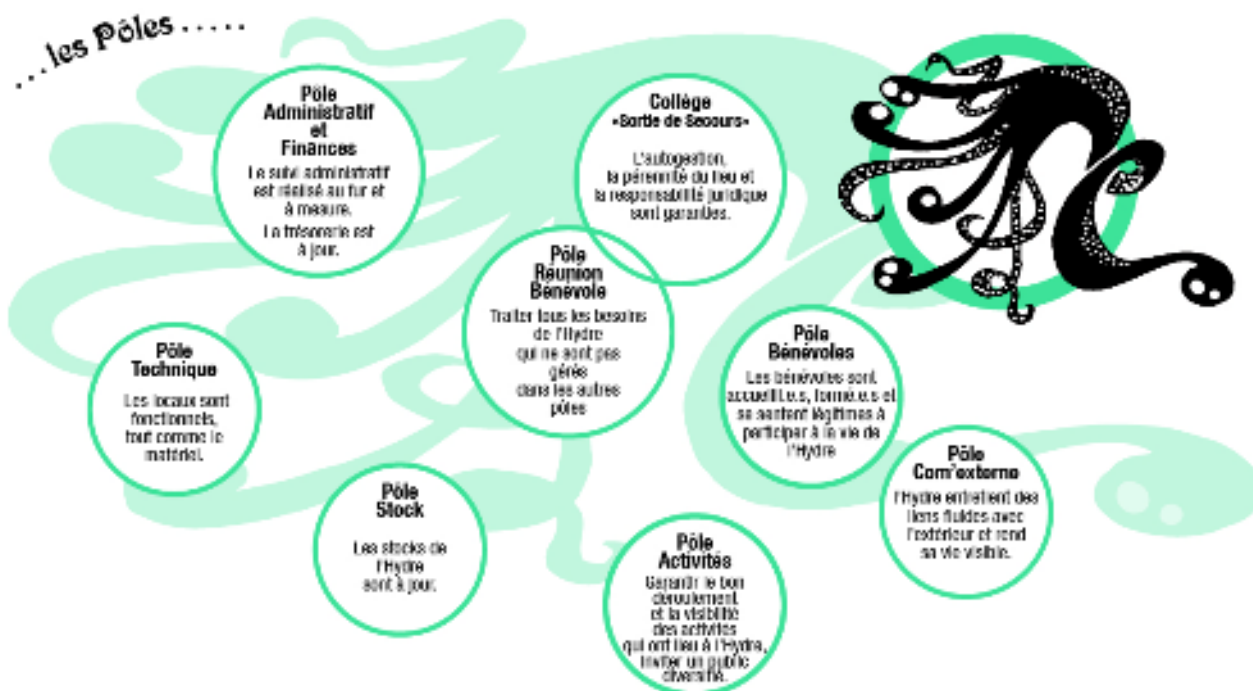 ...les Pôles.....
Pôle
Administratif
et
Finances
Le suivi administratif
est réalisé au fur et
à mesure.
La trésorerie est
à jour.
Collège
«Sortie de Secours»
L'autogestion,
la pérennité du lieu et
la responsabilité juridique
sont garanties.
Pôle
Réunion
Bénévole
Traiter tous les besoins
de l'Hydre
qui ne sont pas
gérés
dans les autres
pôles
Pôle
Technique
Les locaux sont
fonctionnels,
tout comme le
matériel.
Pôle
Bénévoles
Les bénévoles sont
accueilli.e.s, formé.e.s et
se sentent légitimes à
participer à la vie de
l'Hydre
Pôle
Com'externe
l'Hydre entretient des
liens fluides avec
l'extérieur et rend
sa vie visible.
Pôle
Stock
Les stocks de
l'Hydre
sont à jour.
Pôle
Activités
Garantir le bon
déroulement
et la visibilité
des activités
qui ont lieu à l'Hydre,
inviter un public
diversifié.